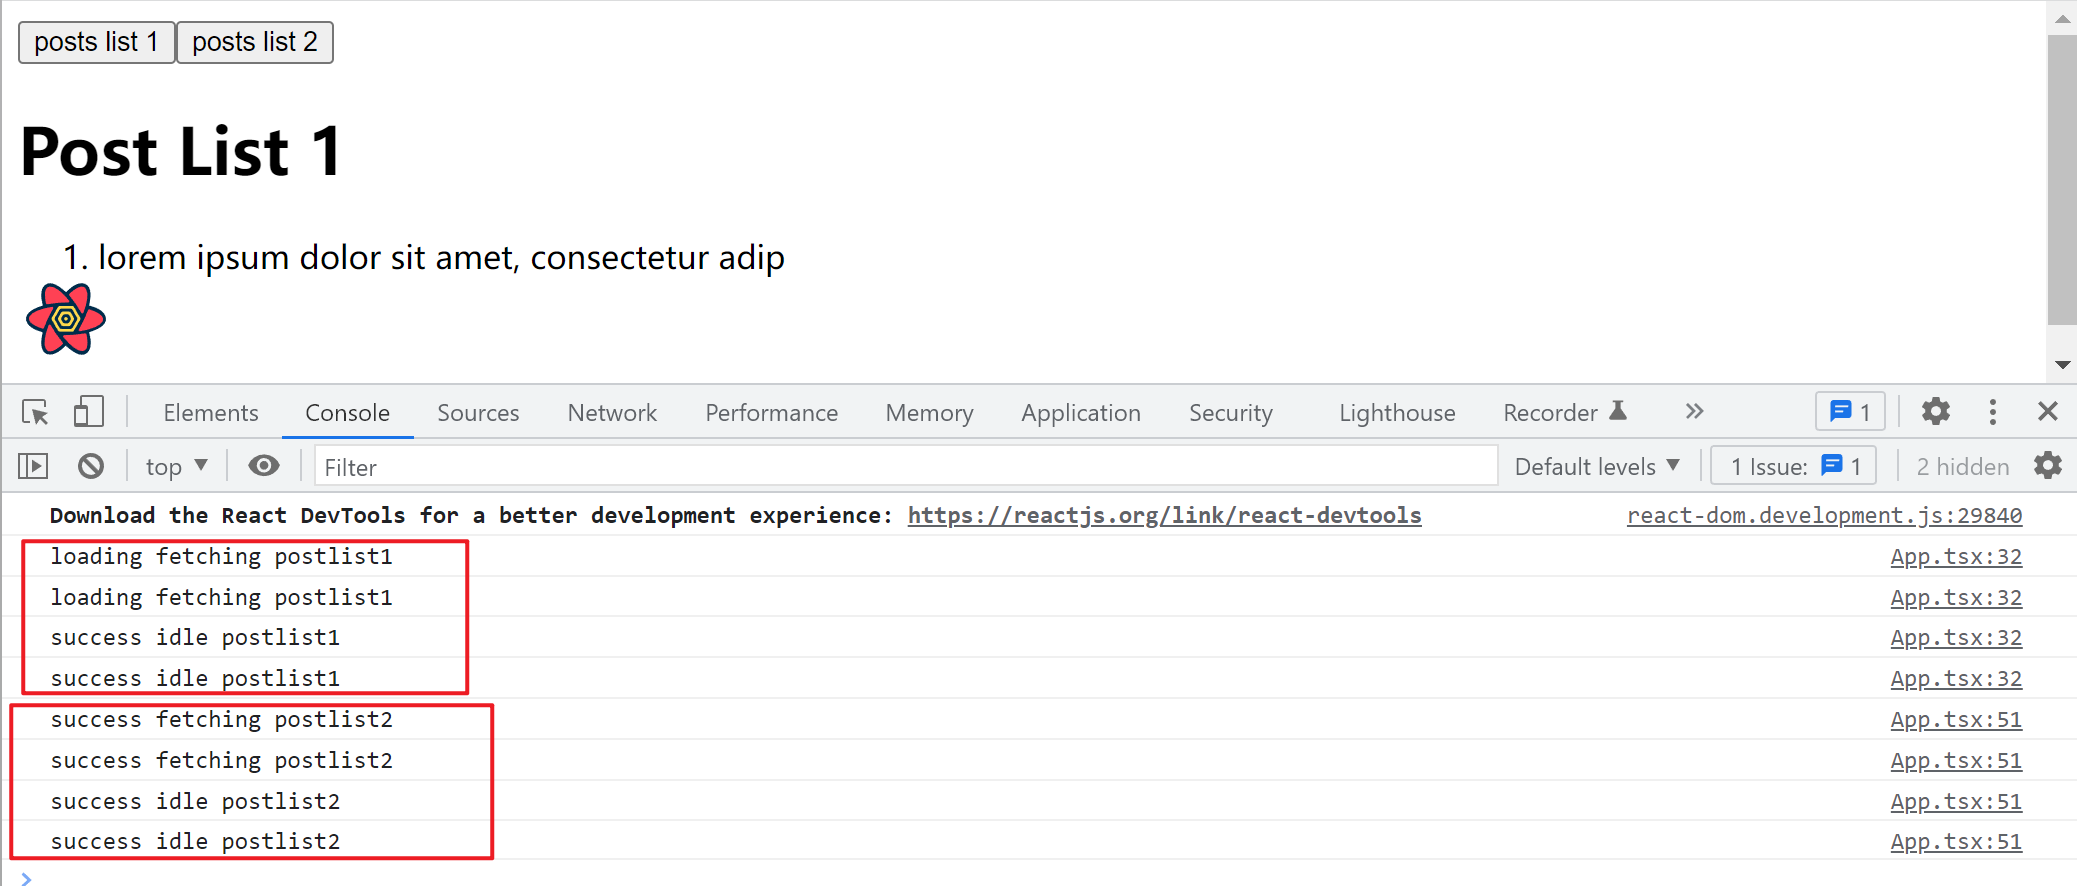 posts list 1 posts list 2
Post List 1
1. lorem ipsum dolor sit amet, consectetur adip
Elements Console Sources Network Performance Memory Application Security Lighthouse Recorder 1
top Filter Default levels 1 Issue: 1 2 hidden
Download the React DevTools for a better development experience: https://reactjs.org/link/react-devtools react-dom.development.js:29840
loading fetching postlist1 App.tsx:32
loading fetching postlist1 App.tsx:32
success idle postlist1 App.tsx:32
success idle postlist1 App.tsx:32
success fetching postlist2 App.tsx:51
success fetching postlist2 App.tsx:51
success idle postlist2 App.tsx:51
success idle postlist2 App.tsx:51